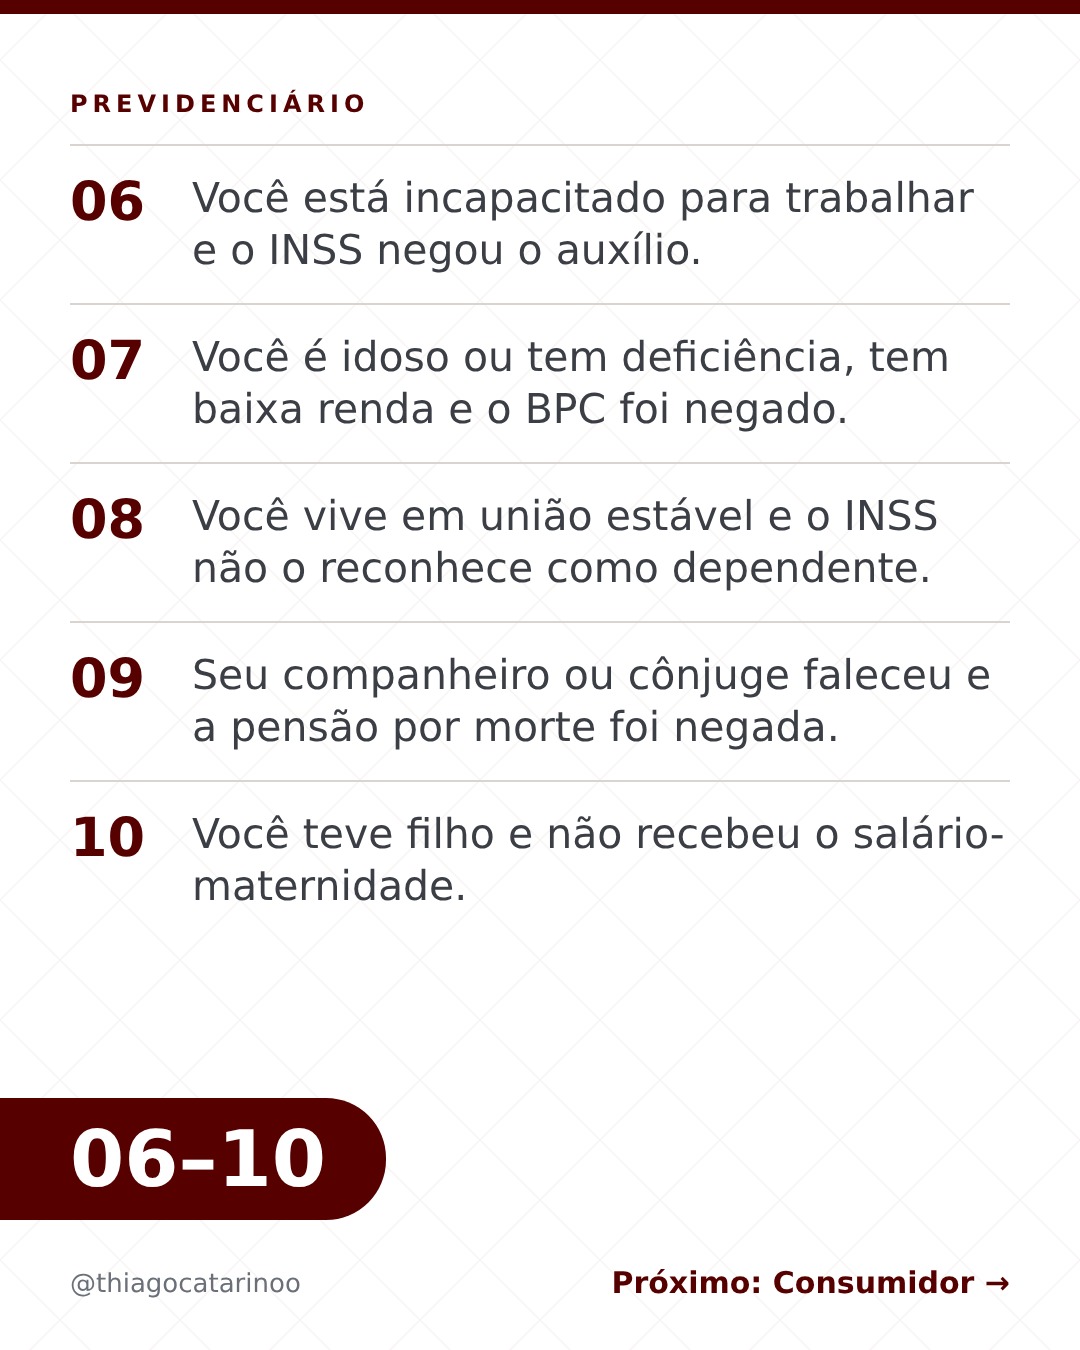 PREVIDENCIÁRIO
06 Você está incapacitado para trabalhar
e o INSS negou o auxílio.
07 Você é idoso ou tem deficiência, tem
baixa renda e o BPC foi negado.
08 Você vive em união estável e o INSS
não o reconhece como dependente.
09 Seu companheiro ou cônjuge faleceu e
a pensão por morte foi negada.
10 Você teve filho e não recebeu o salário-
maternidade.
06–10
@thiagocatarinoo
Próximo: Consumidor →